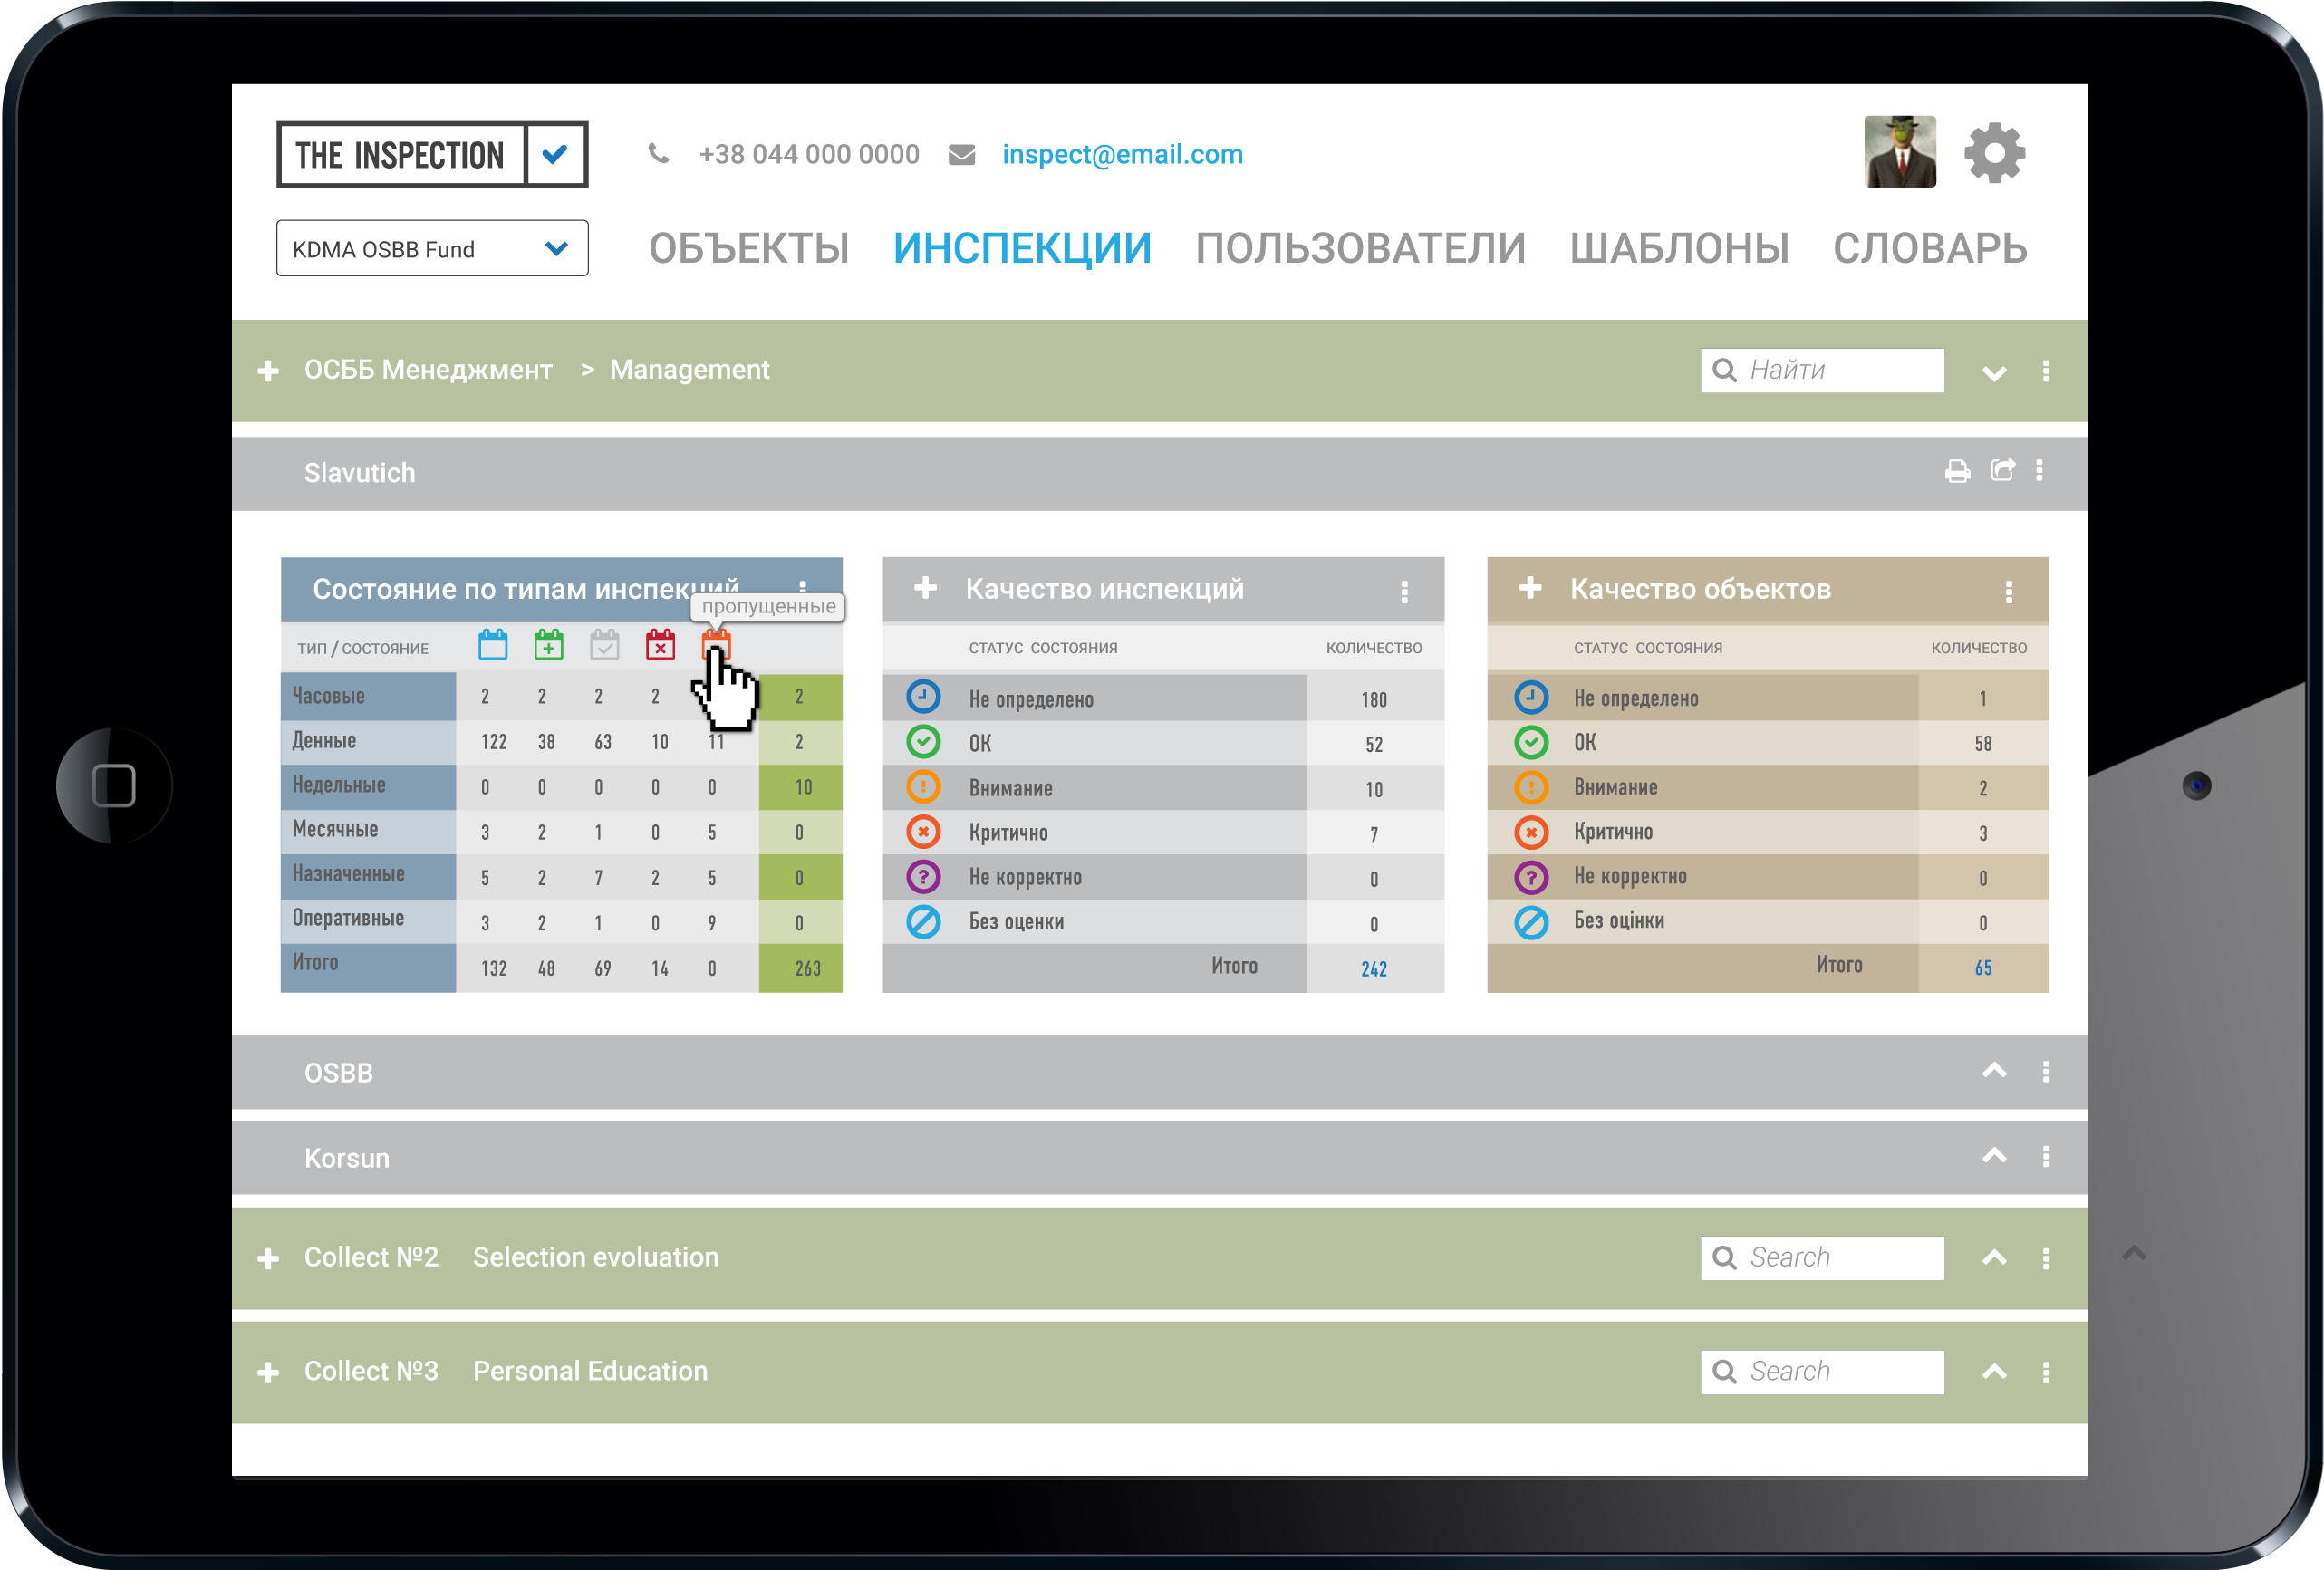 THE INSPECTION
+38 044 000 0000 inspect@email.com
KDMA OSBB Fund
ОБЪЕКТЫ ИНСПЕКЦИИ ПОЛЬЗОВАТЕЛИ ШАБЛОНЫ СЛОВАРЬ
ОСББ Менеджмент > Management Найти
Slavutich
Состояние по типам инспекций
пропущенные
ТИП / СОСТОЯНИЕ
Часовые 2 2 2 2 2
Денные 122 38 63 10 11 2
Недельные 0 0 0 0 0 10
Месячные 3 2 1 0 5 0
Назначенные 5 2 7 2 5 0
Оперативные 3 2 1 0 9 0
Итого 132 48 69 14 0 263
Качество инспекций
СТАТУС СОСТОЯНИЯ КОЛИЧЕСТВО
Не определено 180
ОК 52
Внимание 10
Критично 7
Не корректно 0
Без оценки 0
Итого 242
Качество объектов
СТАТУС СОСТОЯНИЯ КОЛИЧЕСТВО
Не определено 1
ОК 58
Внимание 2
Критично 3
Не корректно 0
Без оцінки 0
Итого 65
OSBB
Korsun
Collect №2 Selection evoluation Search
Collect №3 Personal Education Search